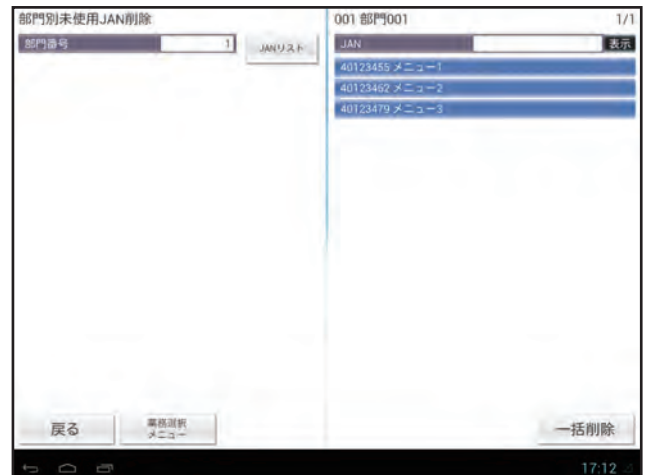 部門別未使用JAN削除
部門番号 1
JANリスト
戻る
業務選択
メニュー
001 部門001 1/1
JAN 表示
40123455 メニュー1
40123462 メニュー2
40123479 メニュー3
一括削除
17:12